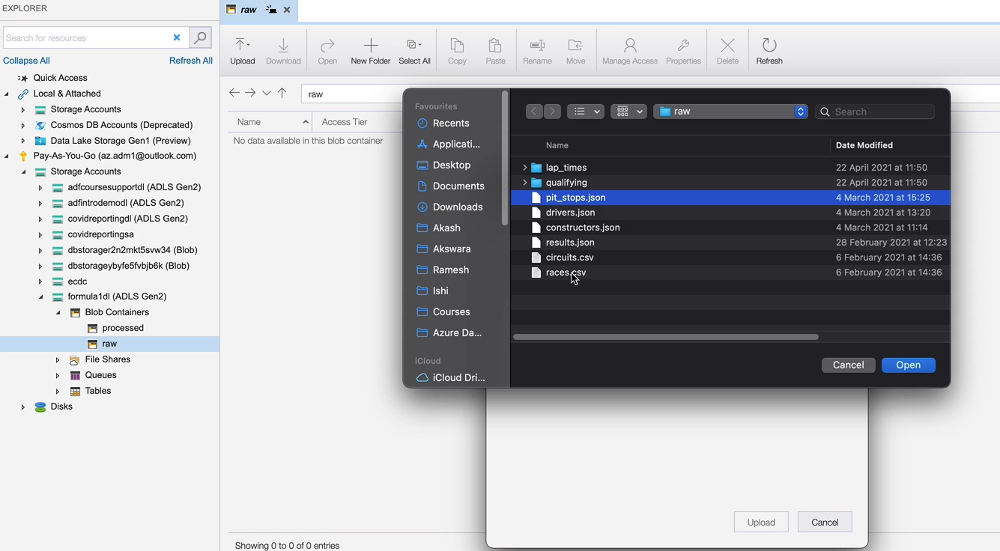 EXPLORER
Search for resources
Collapse All
Refresh All
Quick Access
Local & Attached
Storage Accounts
Cosmos DB Accounts (Deprecated)
Data Lake Storage Gen1 (Preview)
Pay-As-You-Go (az.adm1@outlook.com)
Storage Accounts
adfcoursesupportdl (ADLS Gen2)
adfintrodemodl (ADLS Gen2)
covidreportingdl (ADLS Gen2)
covidreportingsa
dbstorager2n2mkt5svw34 (Blob)
dbstorageybyfe5fvbjb6k (Blob)
ecdc
formula1dl (ADLS Gen2)
Blob Containers
processed
raw
File Shares
Queues
Tables
Disks
raw
Upload
Download
Open
New Folder
Select All
Copy
Paste
Rename
Move
Manage Access
Properties
Delete
Refresh
raw
Name
Access Tier
No data available in this blob container
Showing 0 to 0 of 0 entries
Favourites
Recents
Applicati...
Desktop
Documents
Downloads
Akash
Akswara
Ramesh
Ishi
Courses
Azure Da...
iCloud
iCloud Dri...
raw
Search
Name
Date Modified
lap_times
22 April 2021 at 11:50
qualifying
22 April 2021 at 11:50
pit_stops.json
4 March 2021 at 15:25
drivers.json
4 March 2021 at 13:20
constructors.json
4 March 2021 at 11:14
results.json
28 February 2021 at 12:23
circuits.csv
6 February 2021 at 14:36
races.csv
6 February 2021 at 14:36
Cancel
Open
Upload
Cancel